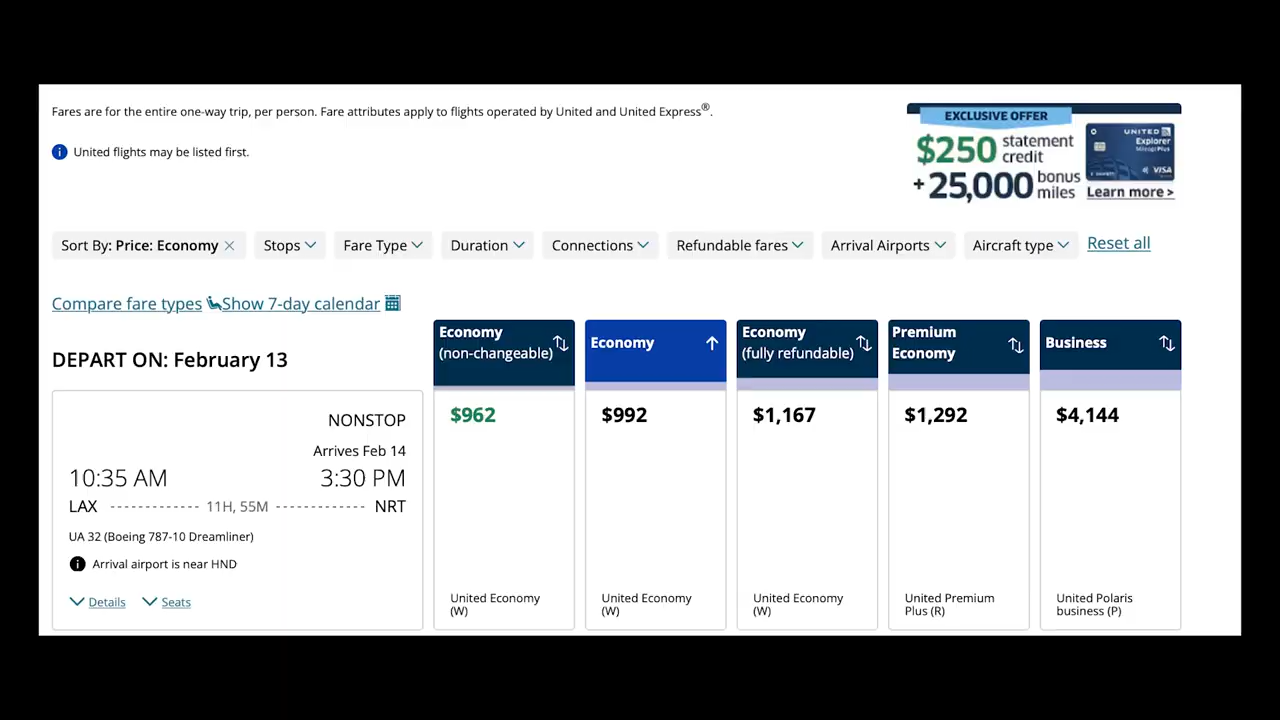 Fares are for the entire one-way trip, per person. Fare attributes apply to flights operated by United and United Express®.
United flights may be listed first.
EXCLUSIVE OFFER
$250 statement credit
+ 25,000 bonus miles
UNITED
Explorer
MileagePlus
VISA
Learn more >
Sort By: Price: Economy
Stops
Fare Type
Duration
Connections
Refundable fares
Arrival Airports
Aircraft type
Reset all
Compare fare types
Show 7-day calendar
DEPART ON: February 13
Economy
(non-changeable)
Economy
Economy
(fully refundable)
Premium
Economy
Business
NONSTOP
Arrives Feb 14
10:35 AM
3:30 PM
LAX
11H, 55M
NRT
UA 32 (Boeing 787-10 Dreamliner)
Arrival airport is near HND
Details
Seats
$962
United Economy
(W)
$992
United Economy
(W)
$1,167
United Economy
(W)
$1,292
United Premium
Plus (R)
$4,144
United Polaris
business (P)